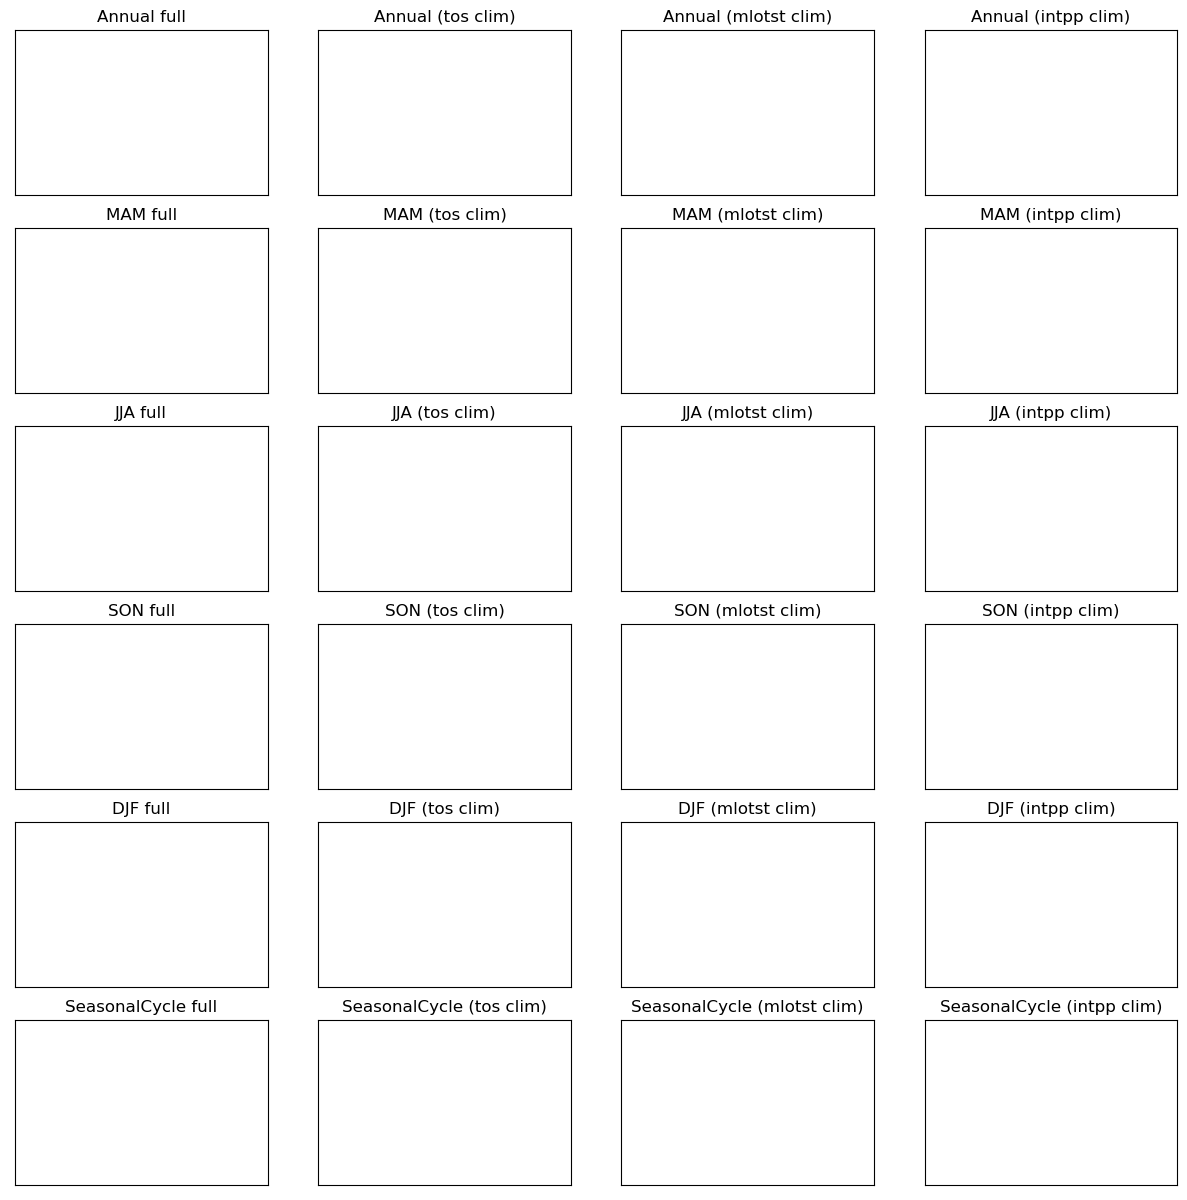 Annual full
Annual (tos clim)
Annual (mlotst clim)
Annual (intpp clim)
MAM full
MAM (tos clim)
MAM (mlotst clim)
MAM (intpp clim)
JJA full
JJA (tos clim)
JJA (mlotst clim)
JJA (intpp clim)
SON full
SON (tos clim)
SON (mlotst clim)
SON (intpp clim)
DJF full
DJF (tos clim)
DJF (mlotst clim)
DJF (intpp clim)
SeasonalCycle full
SeasonalCycle (tos clim)
SeasonalCycle (mlotst clim)
SeasonalCycle (intpp clim)